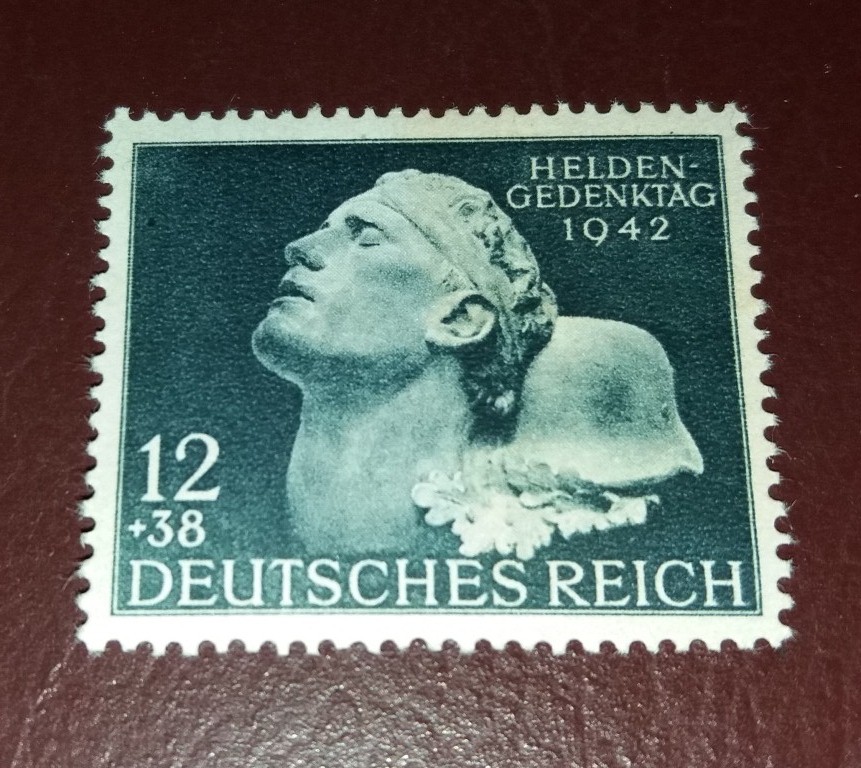 HELDEN-
GEDENKTAG
1942
12
+38
DEUTSCHES REICH